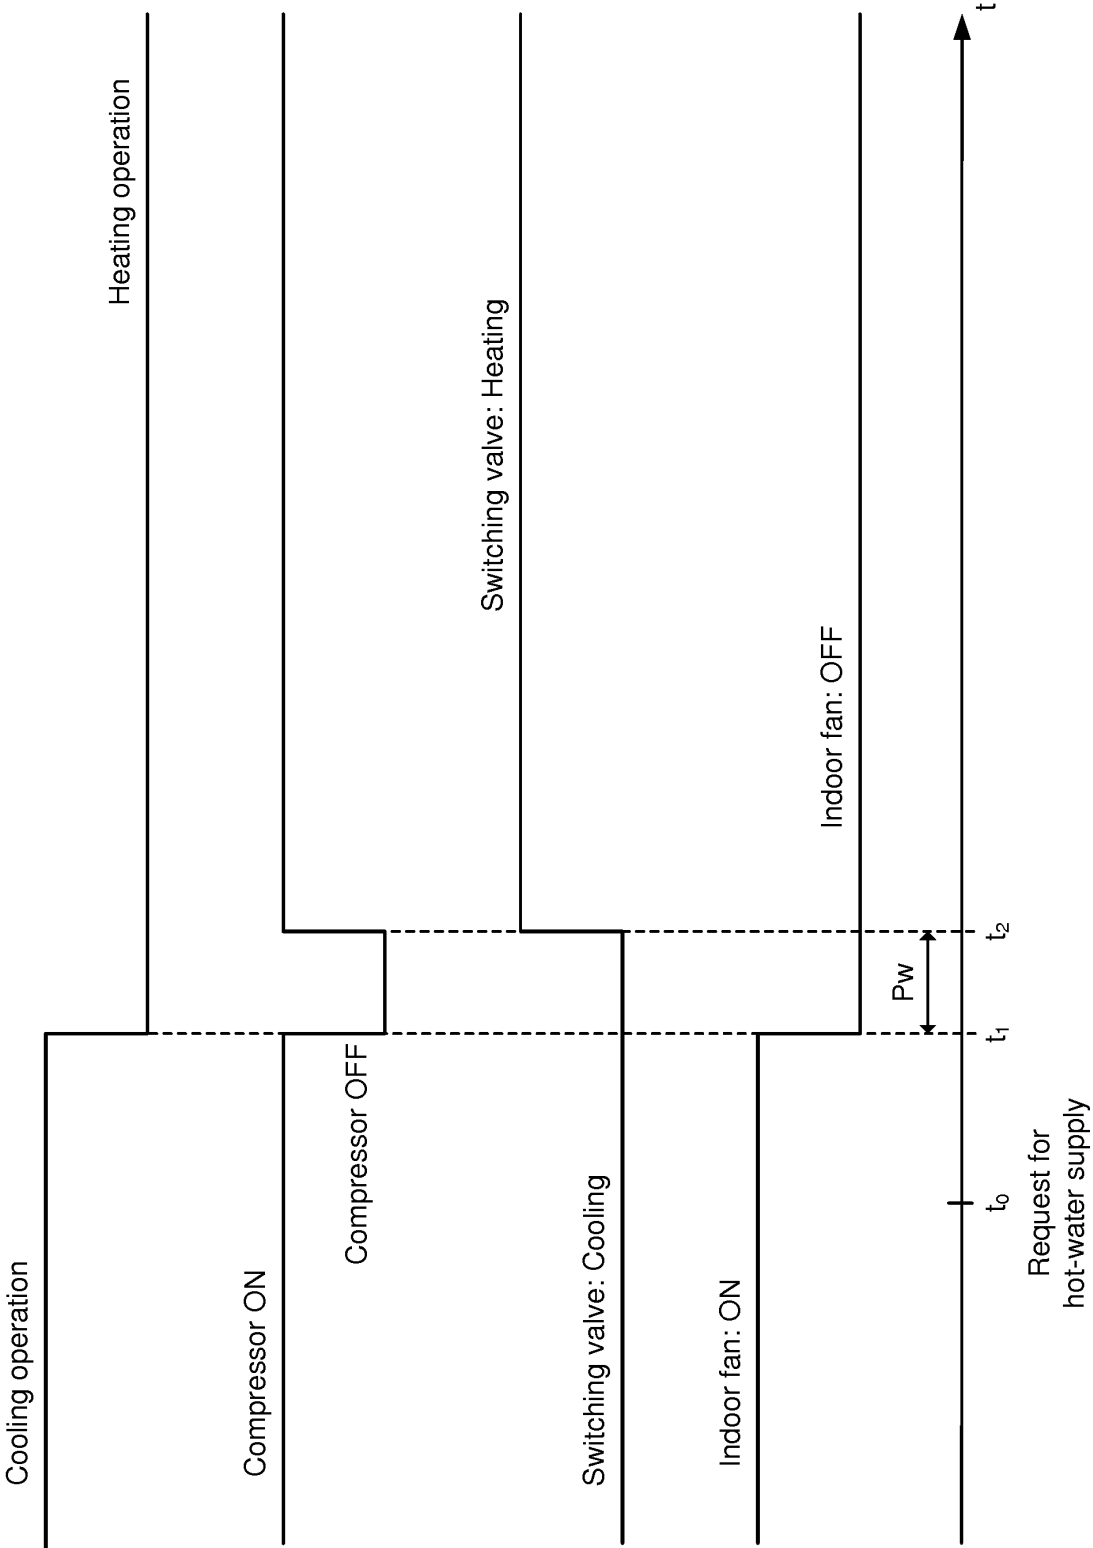 Cooling operation
Heating operation
Compressor ON
Compressor OFF
Switching valve: Heating
Switching valve: Cooling
Indoor fan: ON
Indoor fan: OFF
Pw
t
t₀
t₁
t₂
Request for
hot-water supply